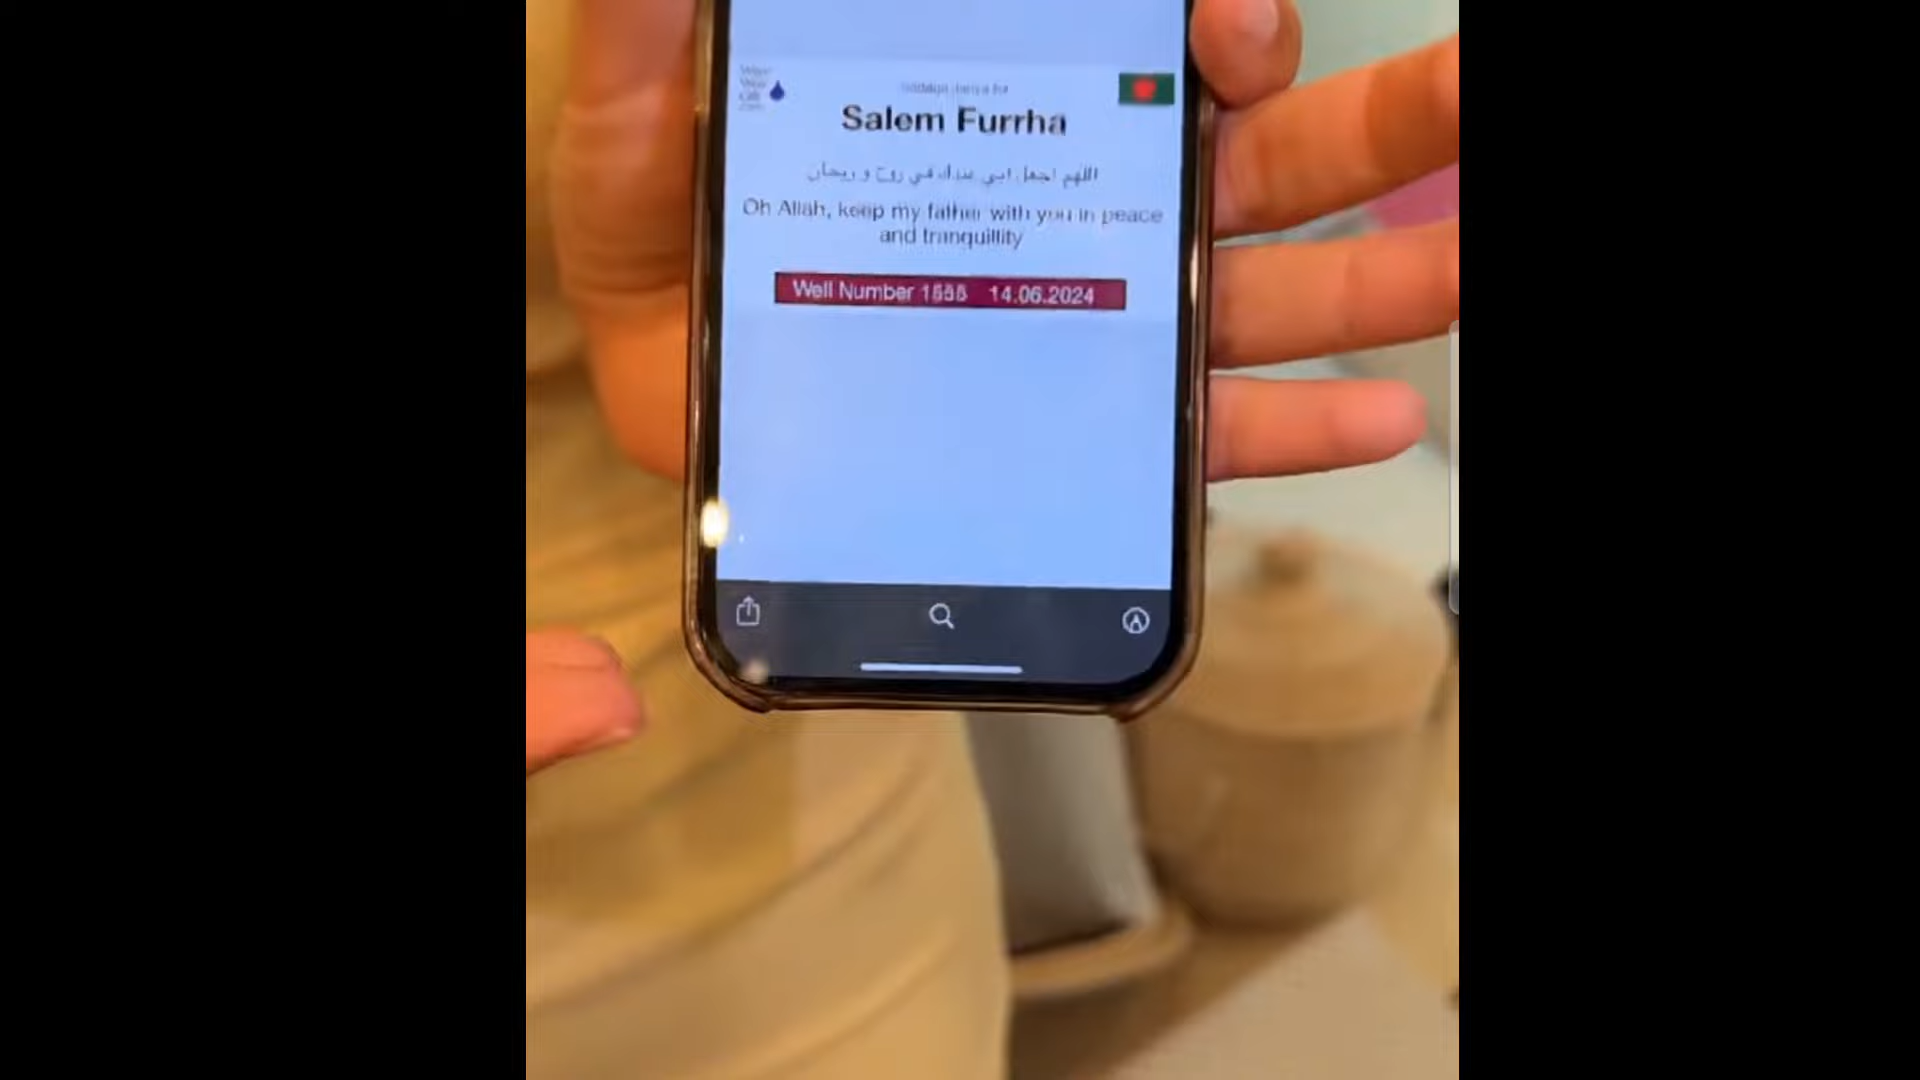 Salem Furrha
اللهم اجعل ابي عندك في روح و ريحان
Oh Allah, keep my father with you in peace
and tranquillity
Well Number 14.06.2024